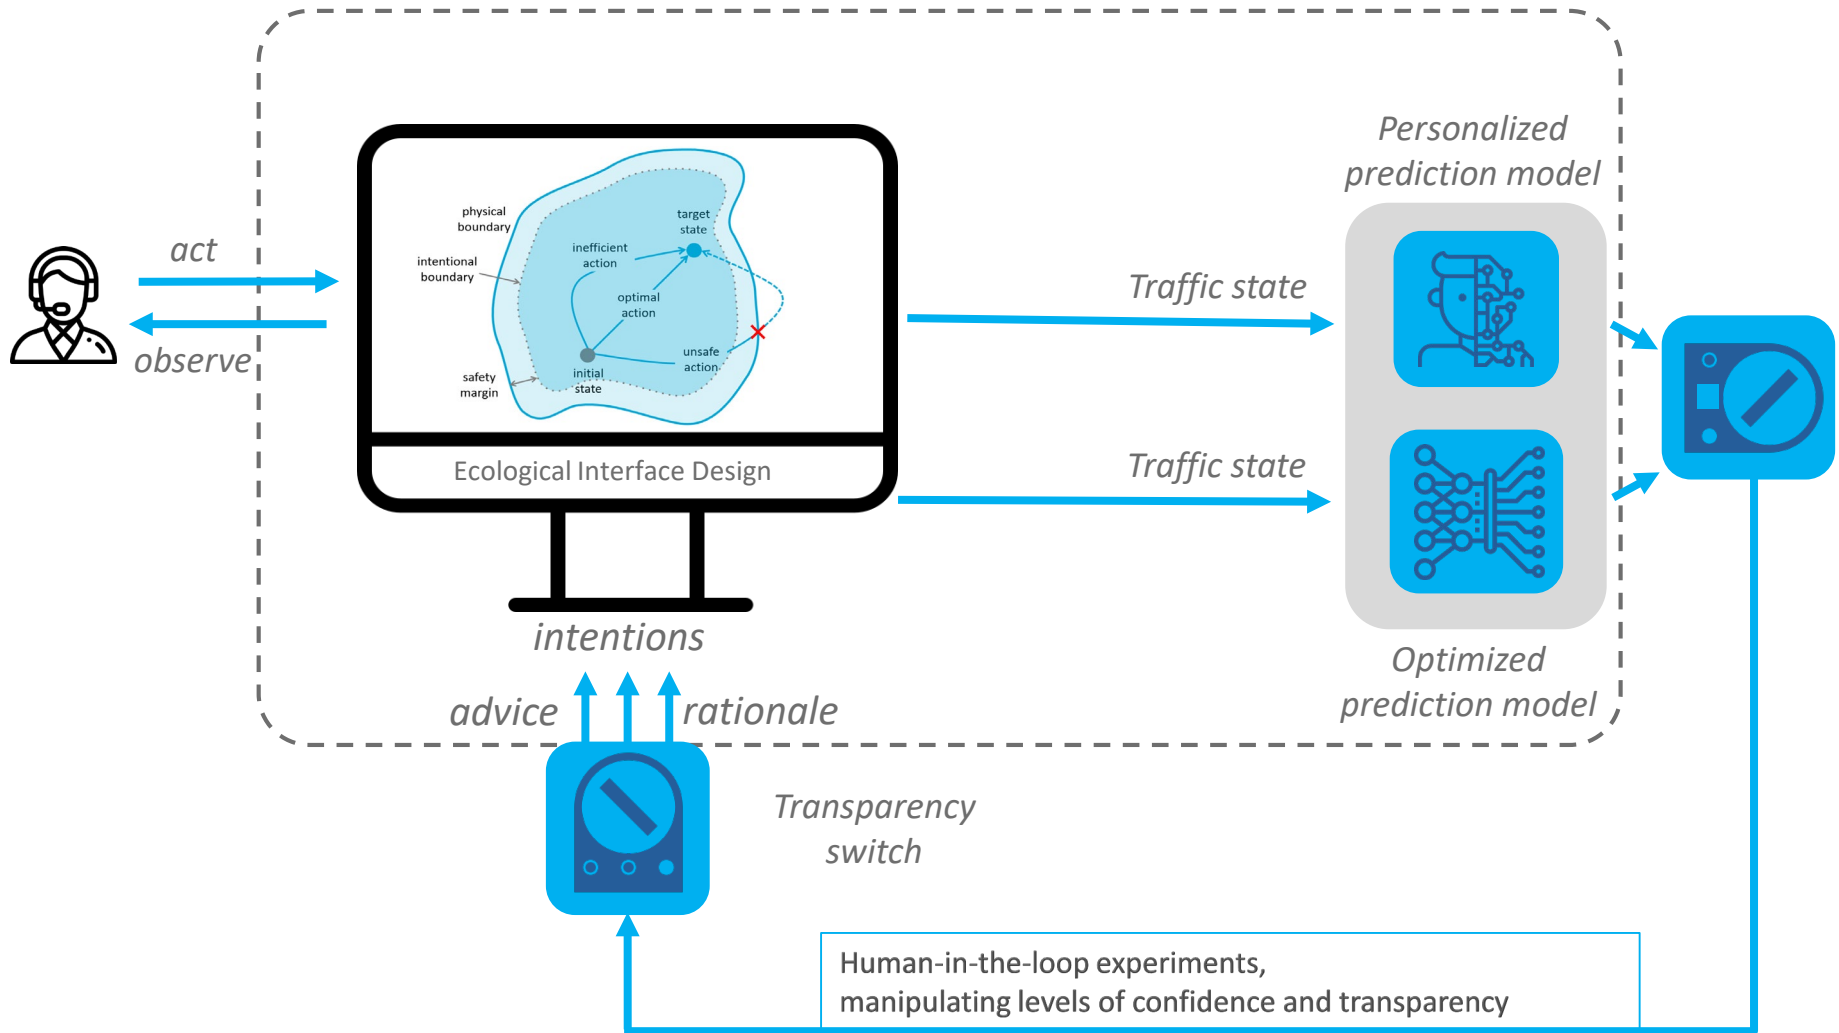 Personalized
prediction model
physical
boundary
target
state
inefficient
action
intentional
boundary
optimal
action
unsafe
action
initial
state
safety
margin
act
observe
Traffic state
Traffic state
Ecological Interface Design
intentions
advice
rationale
Optimized
prediction model
Transparency
switch
Human-in-the-loop experiments,
manipulating levels of confidence and transparency